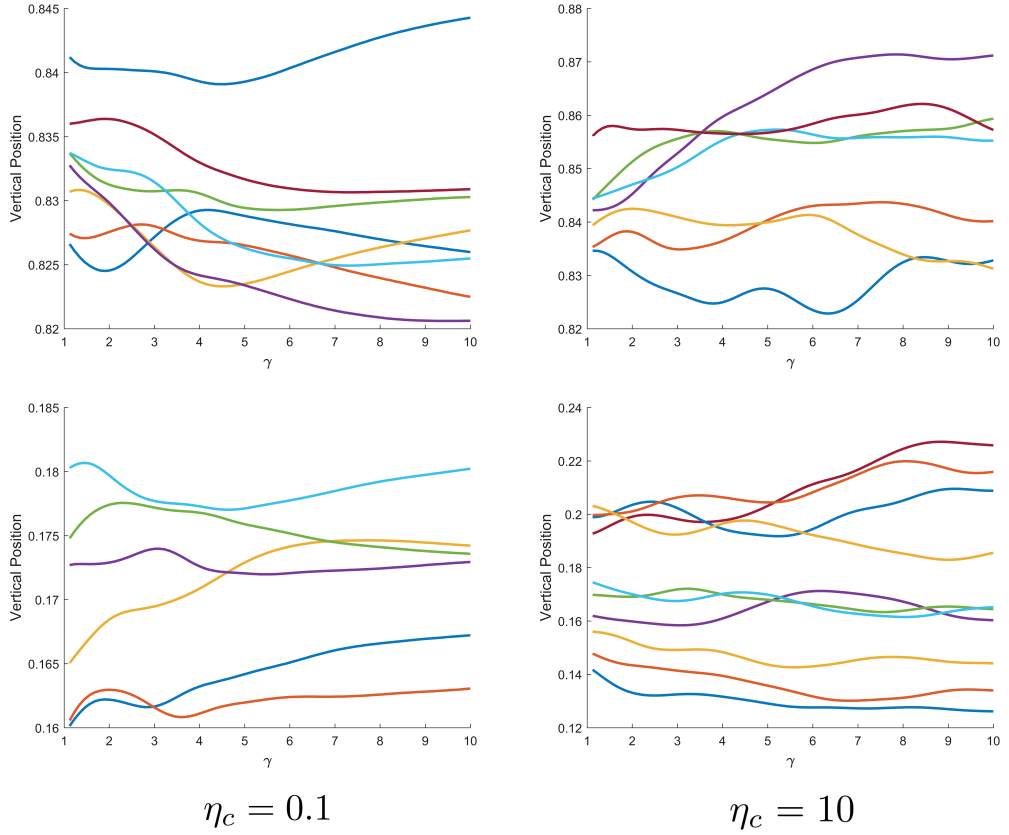 0.845
0.84
0.835
0.83
0.825
0.82
Vertical Position
1 2 3 4 5 6 7 8 9 10
γ
0.88
0.87
0.86
0.85
0.84
0.83
0.82
Vertical Position
1 2 3 4 5 6 7 8 9 10
γ
0.185
0.18
0.175
0.17
0.165
0.16
Vertical Position
1 2 3 4 5 6 7 8 9 10
γ
0.24
0.22
0.2
0.18
0.16
0.14
0.12
Vertical Position
1 2 3 4 5 6 7 8 9 10
γ
η_c = 0.1
η_c = 10